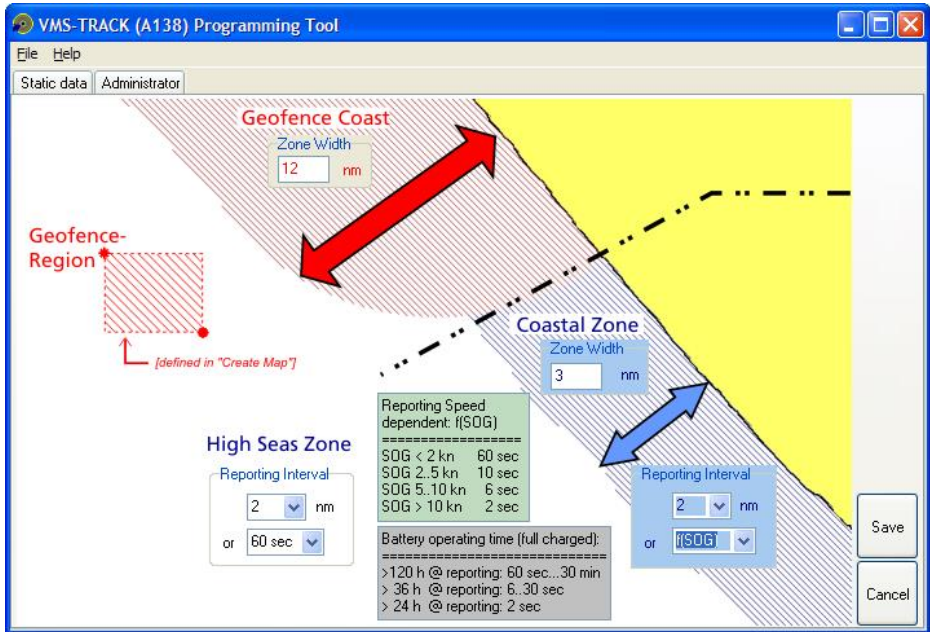 VMS-TRACK (A138) Programming Tool
File Help
Static data Administrator
Geofence Coast
Zone Width
12 nm
Geofence-
Region
[defined in "Create Map"]
Coastal Zone
Zone Width
3 nm
High Seas Zone
Reporting Interval
2 nm
or 60 sec
Reporting Speed
dependent: f(SOG)
==================
SOG < 2 kn 60 sec
SOG 2..5 kn 10 sec
SOG 5..10 kn 6 sec
SOG > 10 kn 2 sec
Battery operating time (full charged):
=============================
>120 h @ reporting: 60 sec...30 min
> 36 h @ reporting: 6..30 sec
> 24 h @ reporting: 2 sec
Reporting Interval
2 nm
or f(SOG)
Save
Cancel